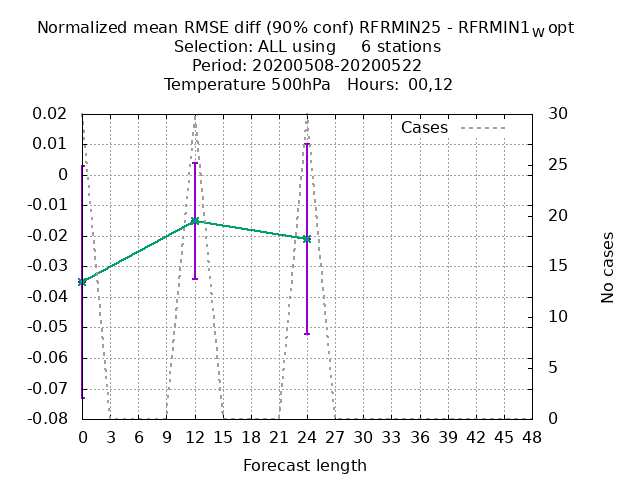 Normalized mean RMSE diff (90% conf) RFRMIN25 - RFRMIN1wopt
Selection: ALL using 6 stations
Period: 20200508-20200522
Temperature 500hPa Hours: 00,12
Cases
0.02
0.01
0
-0.01
-0.02
-0.03
-0.04
-0.05
-0.06
-0.07
-0.08
30
25
20
15
10
5
0
No cases
0 3 6 9 12 15 18 21 24 27 30 33 36 39 42 45 48
Forecast length